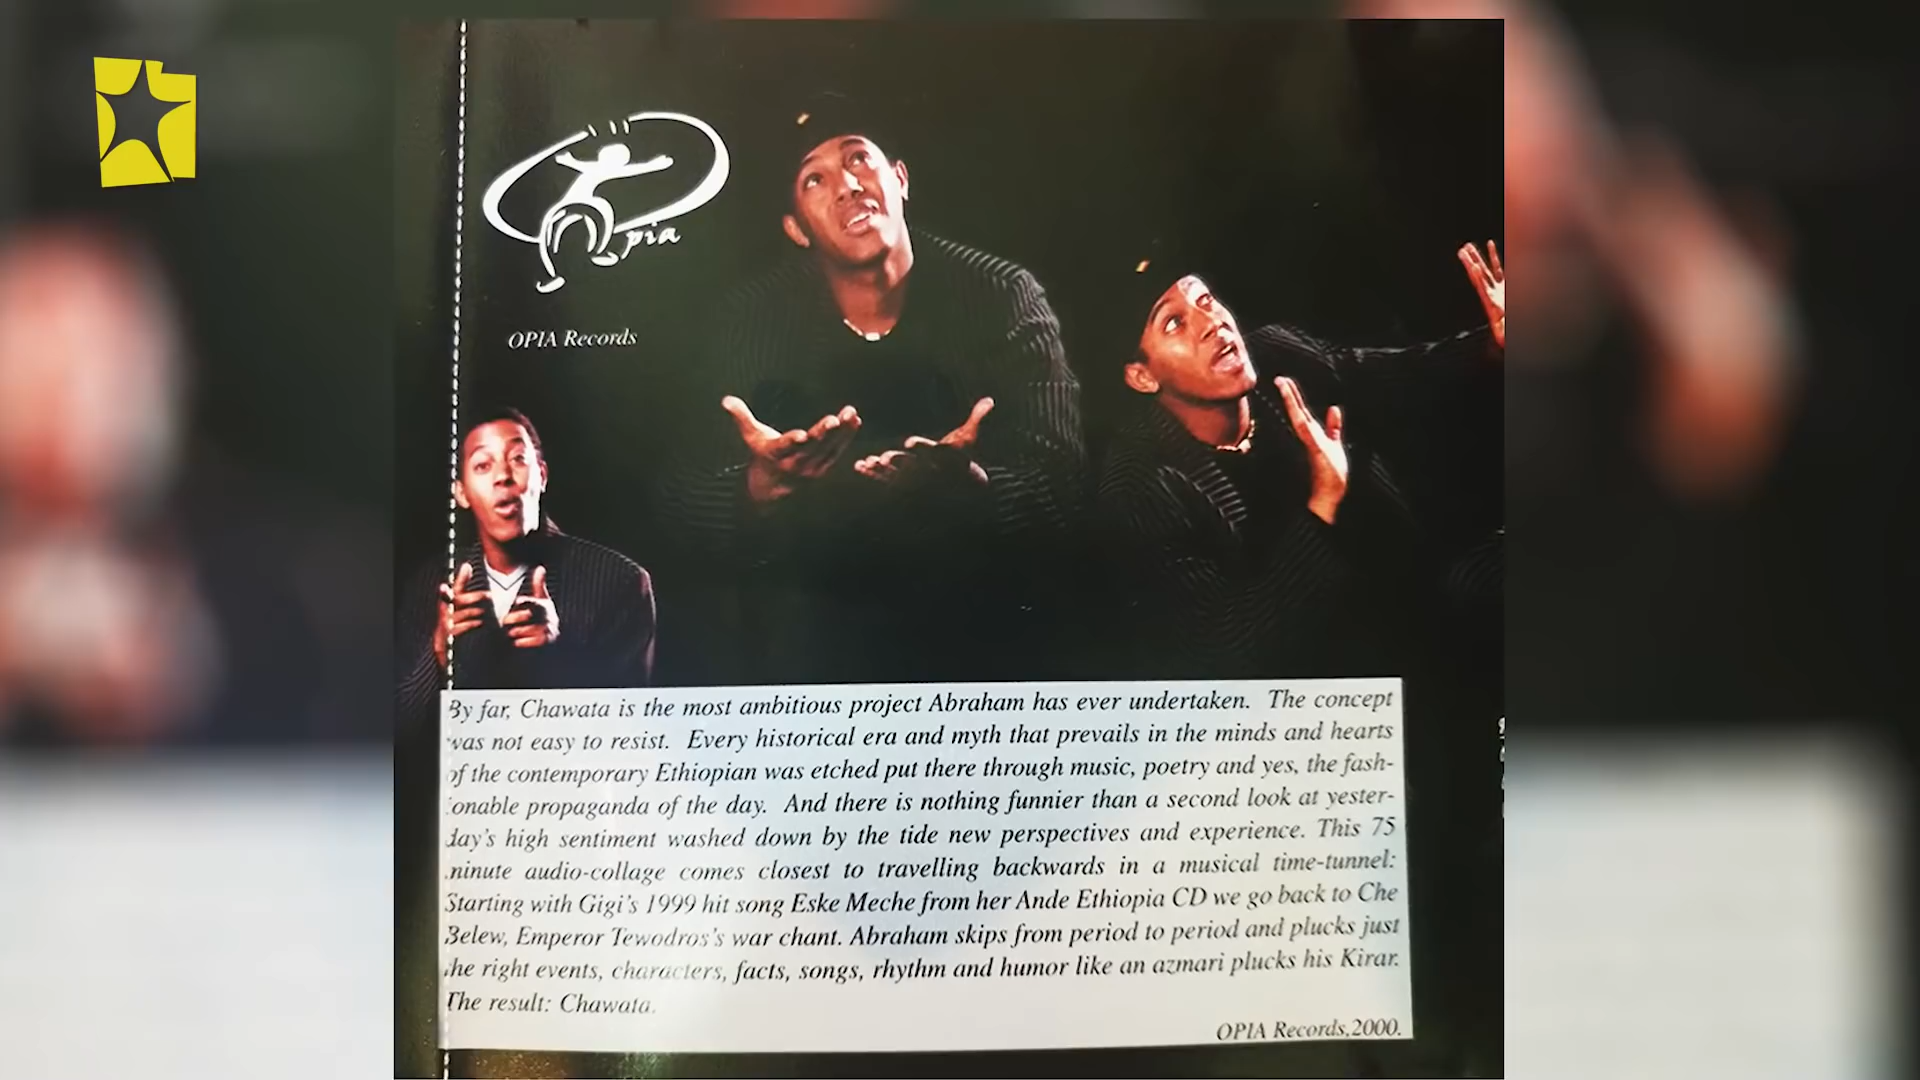 pia
OPIA Records
By far, Chawata is the most ambitious project Abraham has ever undertaken. The concept
was not easy to resist. Every historical era and myth that prevails in the minds and hearts
of the contemporary Ethiopian was etched put there through music, poetry and yes, the fash-
ionable propaganda of the day. And there is nothing funnier than a second look at yester-
day's high sentiment washed down by the tide new perspectives and experience. This 75
minute audio-collage comes closest to travelling backwards in a musical time-tunnel:
Starting with Gigi's 1999 hit song Eske Meche from her Ande Ethiopia CD we go back to Che
Belew, Emperor Tewodros's war chant. Abraham skips from period to period and plucks just
the right events, characters, facts, songs, rhythm and humor like an azmari plucks his Kirar.
The result: Chawata.
OPIA Records,2000.